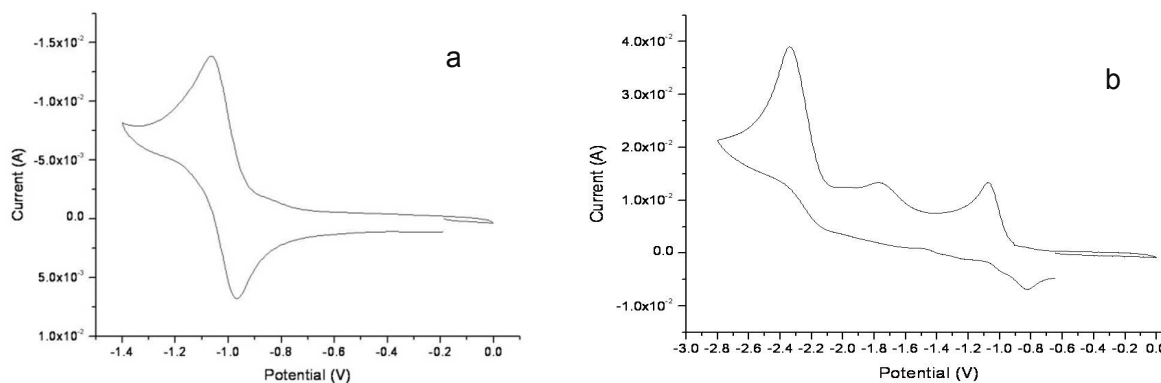 a
-1.5x10⁻²
-1.0x10⁻²
-5.0x10⁻³
0.0
5.0x10⁻³
1.0x10⁻²
Current (A)
-1.4 -1.2 -1.0 -0.8 -0.6 -0.4 -0.2 0.0
Potential (V)
b
4.0x10⁻²
3.0x10⁻²
2.0x10⁻²
1.0x10⁻²
0.0
-1.0x10⁻²
Current (A)
-3.0 -2.8 -2.6 -2.4 -2.2 -2.0 -1.8 -1.6 -1.4 -1.2 -1.0 -0.8 -0.6 -0.4 -0.2 0.0
Potential (V)